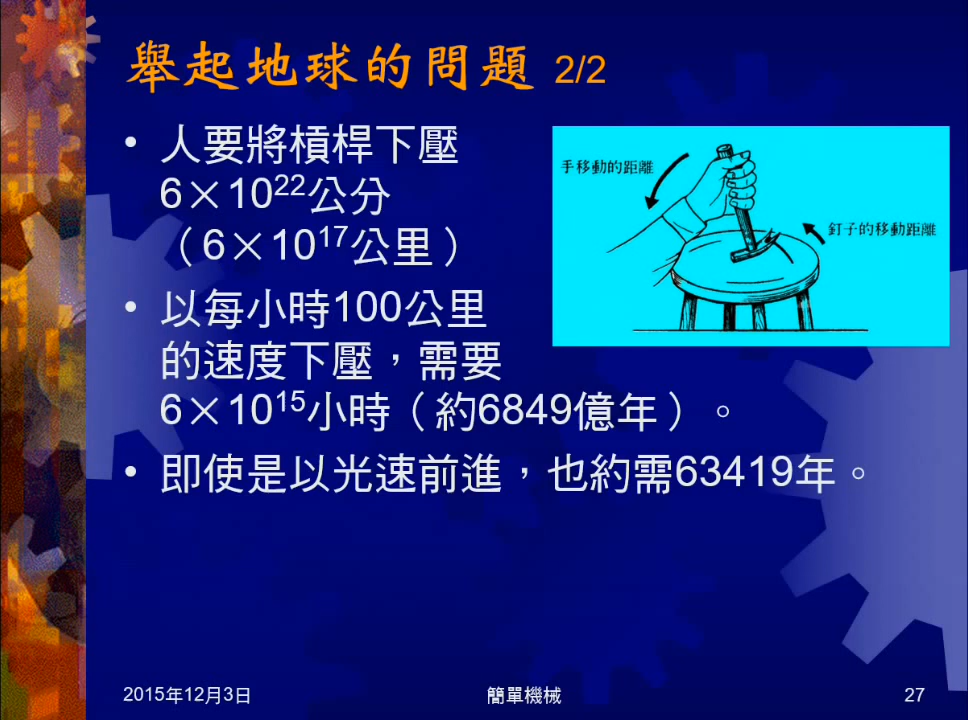 舉起地球的問題 2/2
• 人要將槓桿下壓
6×10²²公分
（6×10¹⁷公里）
• 以每小時100公里
的速度下壓，需要
6×10¹⁵小時（約6849億年）。
• 即使是以光速前進，也約需63419年。
手移動的距離
釘子的移動距離
2015年12月3日
簡單機械
27